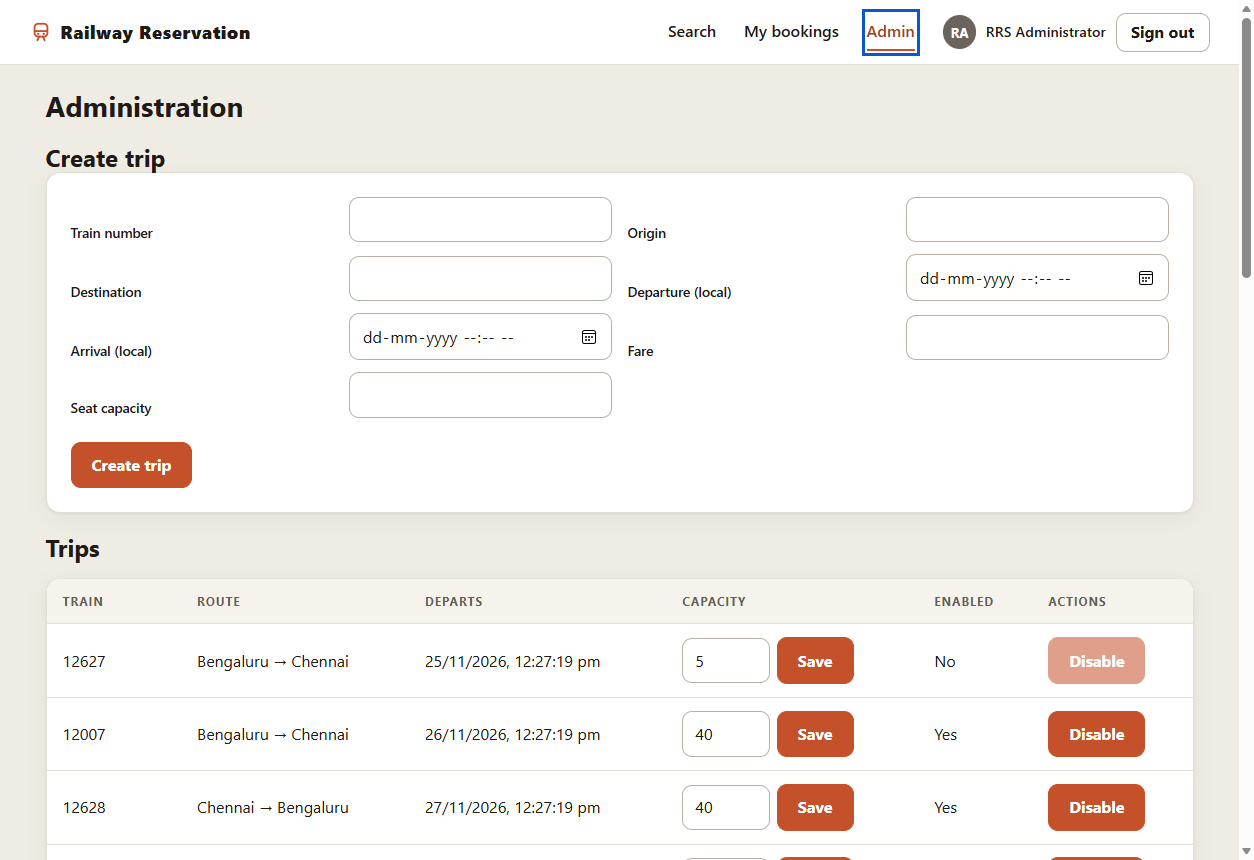 Railway Reservation Search My bookings Admin RA RRS Administrator Sign out
Administration
Create trip
Train number Origin
Destination Departure (local) dd-mm-yyyy --:-- --
Arrival (local) dd-mm-yyyy --:-- -- Fare
Seat capacity
Create trip
Trips
TRAIN ROUTE DEPARTS CAPACITY ENABLED ACTIONS
12627 Bengaluru → Chennai 25/11/2026, 12:27:19 pm 5 Save No Disable
12007 Bengaluru → Chennai 26/11/2026, 12:27:19 pm 40 Save Yes Disable
12628 Chennai → Bengaluru 27/11/2026, 12:27:19 pm 40 Save Yes Disable